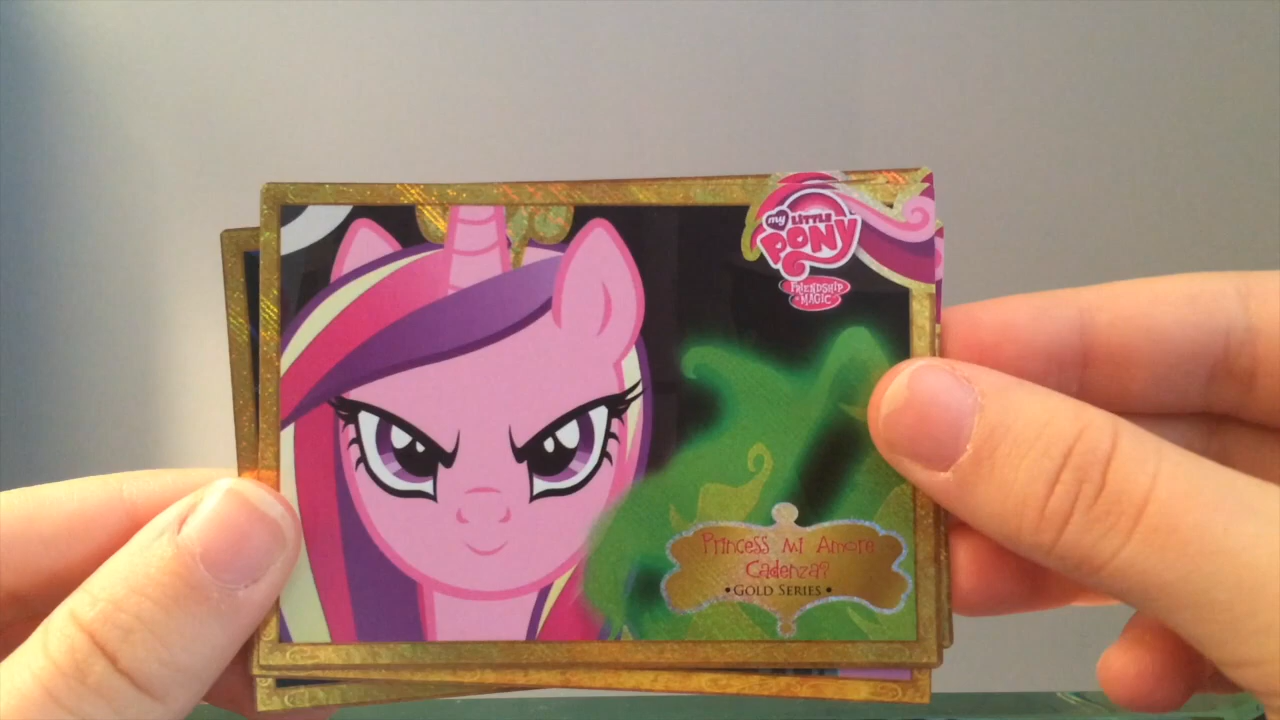 my
LITTLE
PONY
FRIENDSHIP
IS MAGIC
Princess Mi Amore
Cadenza?
• GOLD SERIES •